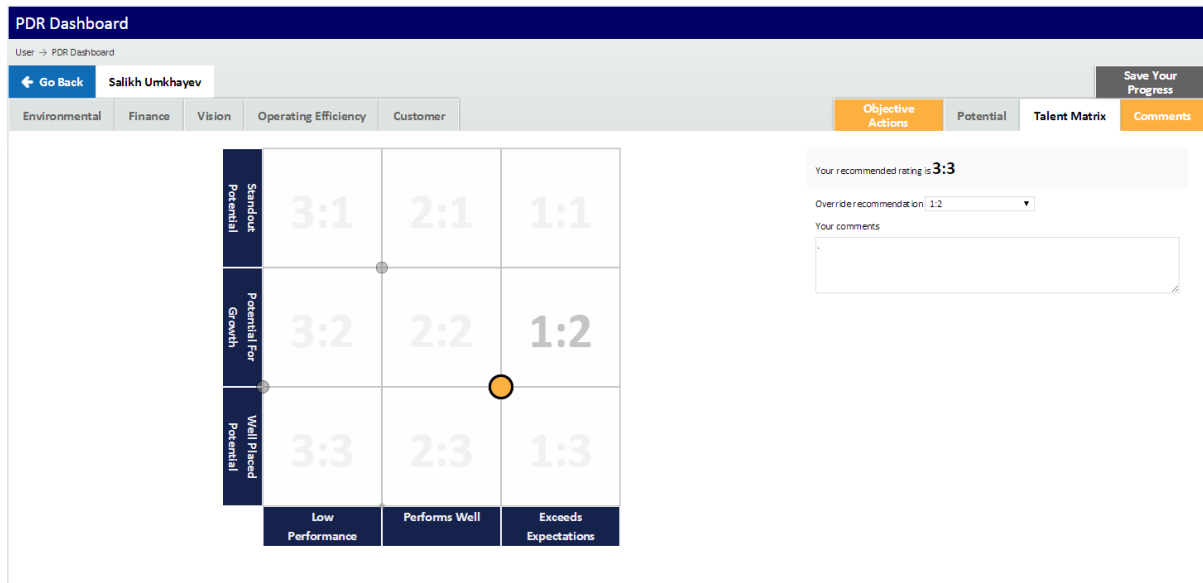 PDR Dashboard
User → PDR Dashboard
Go Back
Salikh Umkhayev
Save Your
Progress
Environmental
Finance
Vision
Operating Efficiency
Customer
Objective
Actions
Potential
Talent Matrix
Comments
Standout
Potential
3:1
2:1
1:1
Potential For
Growth
3:2
2:2
1:2
Well Placed
Potential
3:3
2:3
1:3
Low
Performance
Performs Well
Exceeds
Expectations
Your recommended rating is 3:3
Override recommendation 1:2
Your comments
.